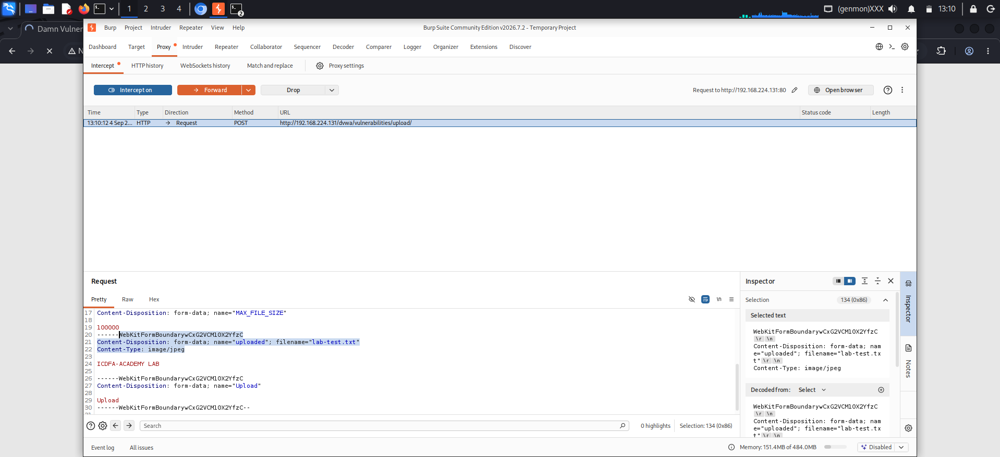 1 2 3 4 (genmon)XXX 13:10
Damn Vulner
Burp Project Intruder Repeater View Help Burp Suite Community Edition v2026.7.2 - Temporary Project
Dashboard Target Proxy Intruder Repeater Collaborator Sequencer Decoder Comparer Logger Organizer Extensions Discover
N
Intercept HTTP history WebSockets history Match and replace Proxy settings
Intercept on Forward Drop Request to http://192.168.224.131:80 Open browser
Time Type Direction Method URL Status code Length
13:10:12 4 Sep 2... HTTP Request POST http://192.168.224.131/dvwa/vulnerabilities/upload/
Request
Pretty Raw Hex \n
17 Content-Disposition: form-data; name="MAX_FILE_SIZE"
18
19 100000
20 ------WebKitFormBoundarywCxG2VCMl0X2YfzC
21 Content-Disposition: form-data; name="uploaded"; filename="lab-test.txt"
22 Content-Type: image/jpeg
23
24 ICDFA-ACADEMY LAB
25
26 ------WebKitFormBoundarywCxG2VCMl0X2YfzC
27 Content-Disposition: form-data; name="Upload"
28
29 Upload
30 ------WebKitFormBoundarywCxG2VCMl0X2YfzC--
Search 0 highlights Selection: 134 (0x86)
Inspector
Selection 134 (0x86)
Selected text
WebKitFormBoundarywCxG2VCMl0X2YfzC
\r \n
Content-Disposition: form-data; nam
e="uploaded"; filename="lab-test.tx
t" \r \n
Content-Type: image/jpeg
Decoded from: Select
WebKitFormBoundarywCxG2VCMl0X2YfzC
\r \n
Content-Disposition: form-data; nam
e="uploaded"; filename="lab-test.tx
t" \r \n
Inspector
Notes
Event log All issues Memory: 151.4MB of 484.0MB Disabled